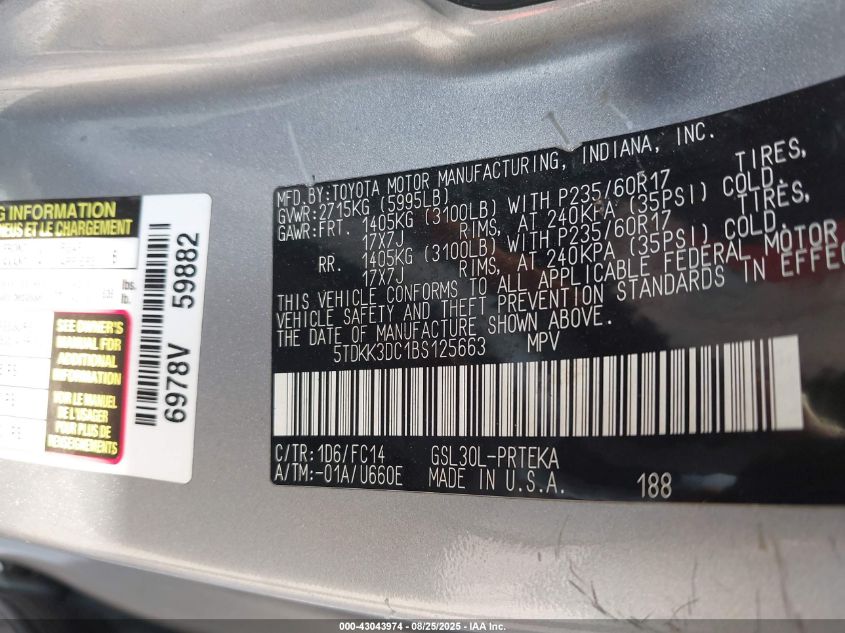 MFD.BY:TOYOTA MOTOR MANUFACTURING, INDIANA, INC.
GVWR:2715KG (5995LB)
GAWR:FRT. 1405KG (3100LB) WITH P235/60R17 TIRES,
17X7J RIMS, AT 240KPA (35PSI) COLD.
RR. 1405KG (3100LB) WITH P235/60R17 TIRES,
17X7J RIMS, AT 240KPA (35PSI) COLD.
THIS VEHICLE CONFORMS TO ALL APPLICABLE FEDERAL MOTOR
VEHICLE SAFETY AND THEFT PREVENTION STANDARDS IN EFFEC
THE DATE OF MANUFACTURE SHOWN ABOVE.
5TDKK3DC1BS125663 MPV
C/TR:1D6/FC14 GSL30L-PRTEKA
A/TM:-01A/U660E MADE IN U.S.A. 188
G INFORMATION
NEUS ET LE CHARGEMENT
lbs.
lb.
SEE OWNER'S
MANUAL FOR
ADDITIONAL
INFORMATION
VOIR LE MANUEL
DE L'USAGER
POUR PLUS DE
RENSEIGNEMENTS
6978V 59882
000-43043974 - 08/25/2025 - IAA Inc.